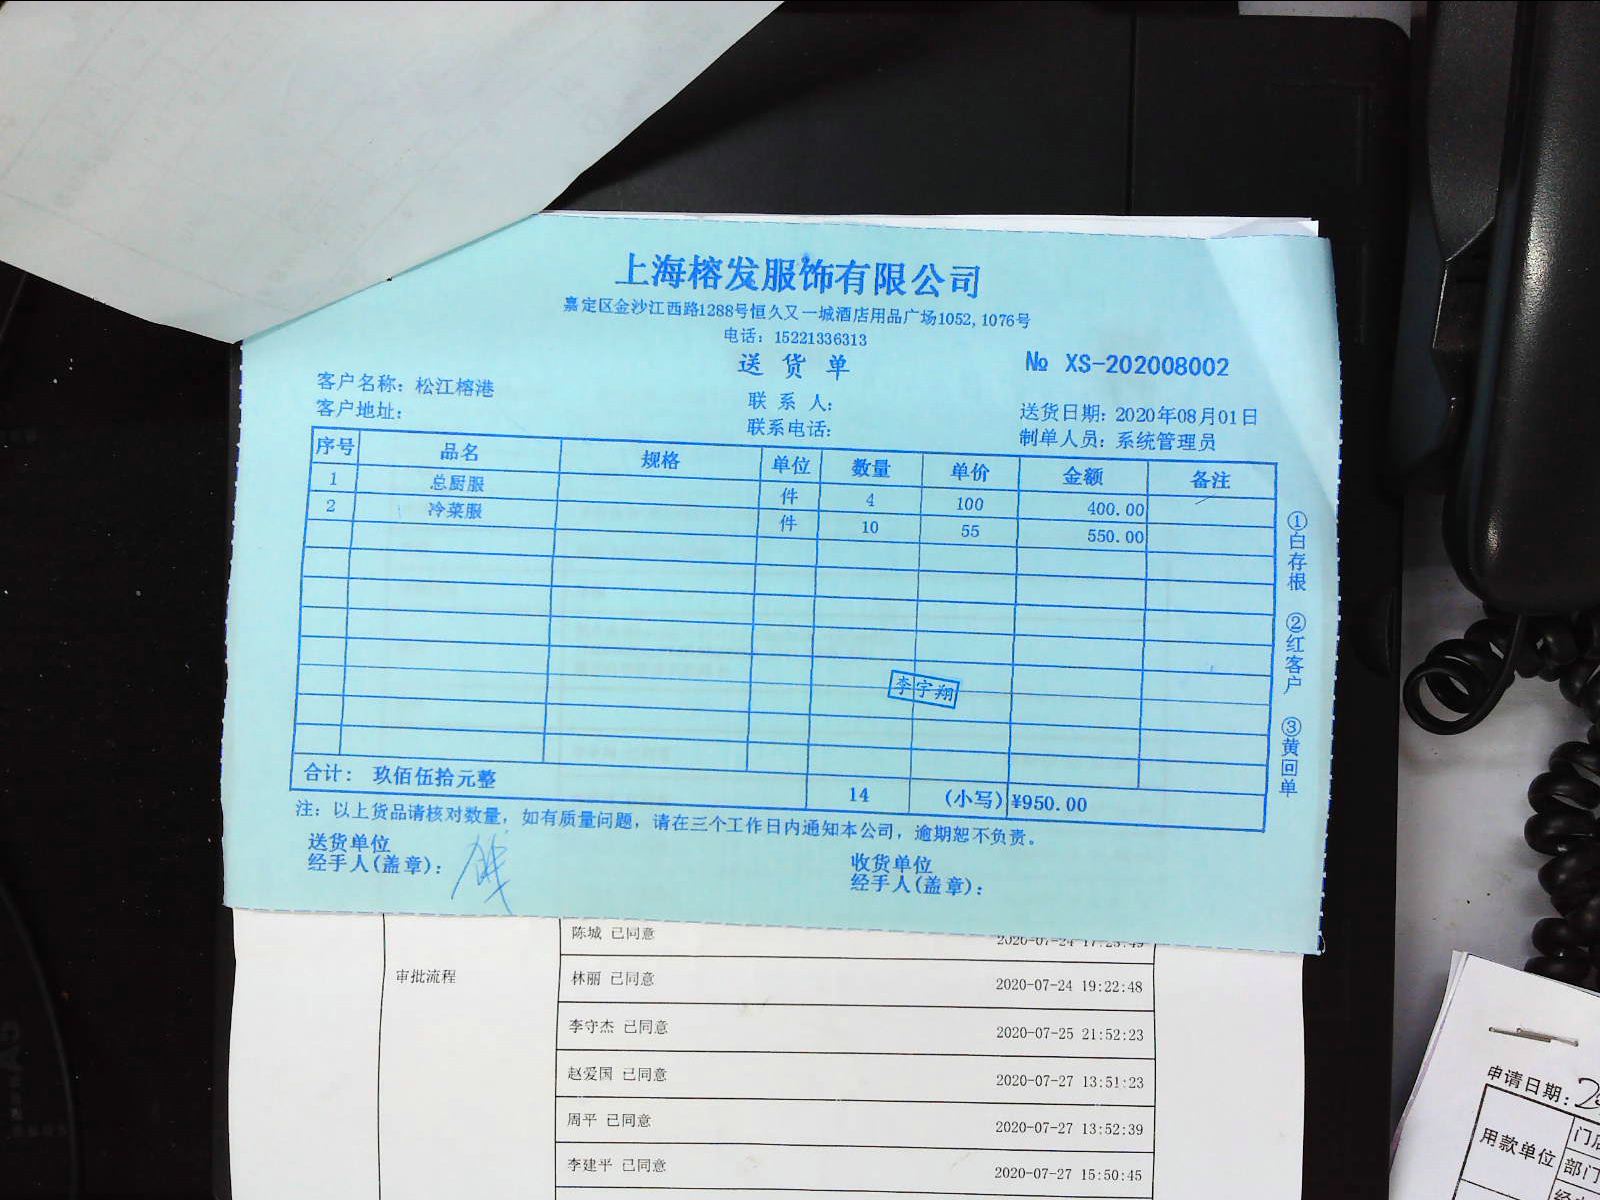 上海榕发服饰有限公司
嘉定区金沙江西路1288号恒久又一城酒店用品广场1052,1076号
电话：15221336313
送货单
№ XS-202008002
客户名称：松江榕港
联系人：
送货日期：2020年08月01日
客户地址：
联系电话：
制单人员：系统管理员
序号 品名 规格 单位 数量 单价 金额 备注
1 总厨服 件 4 100 400.00
2 冷菜服 件 10 55 550.00
李宇翔
合计：玖佰伍拾元整 14 (小写) ¥950.00
注：以上货品请核对数量，如有质量问题，请在三个工作日内通知本公司，逾期恕不负责。
送货单位
经手人(盖章)：
收货单位
经手人(盖章)：
①白存根 ②红客户 ③黄回单
审批流程
陈城 已同意 2020-07-24
林丽 已同意 2020-07-24 19:22:48
李守杰 已同意 2020-07-25 21:52:23
赵爱国 已同意 2020-07-27 13:51:23
周平 已同意 2020-07-27 13:52:39
李建平 已同意 2020-07-27 15:50:45
申请日期：
用款单位
部门